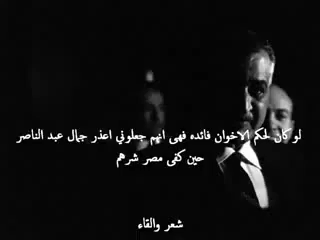 لو كان لحكم الاخوان فائده فهى انهم جعلوني اعذر جمال عبد الناصر
حين كفى مصر شرهم
شعر والقاء